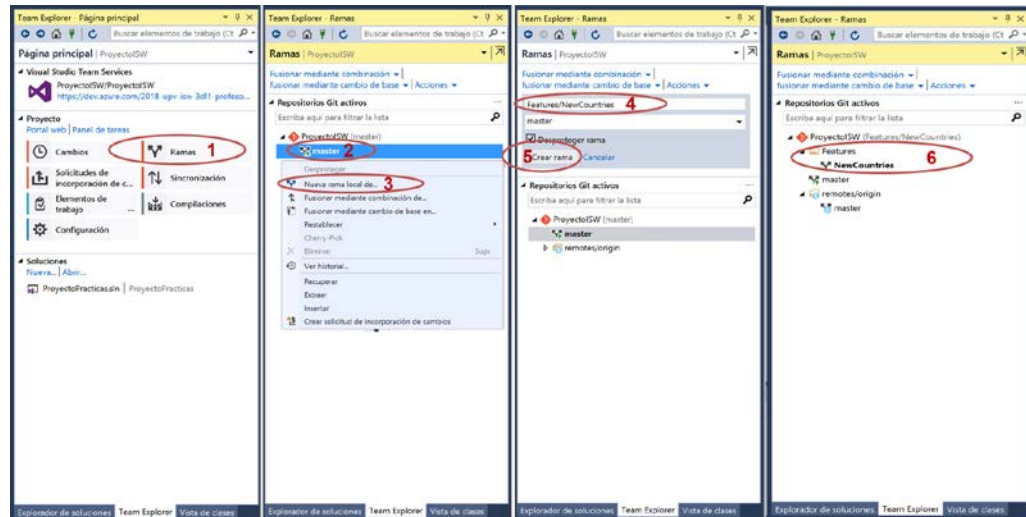 Team Explorer - Página principal
Buscar elementos de trabajo (Ct
Página principal | ProyectoISW
Visual Studio Team Services
ProyectoISW/ProyectoISW
https://dev.azure.com/2018-upv-isw-3dl1-profeso...
Proyecto
Portal web | Panel de tareas
Cambios
Ramas
1
Solicitudes de incorporación de c...
Sincronización
Elementos de trabajo ...
Compilaciones
Configuración
Soluciones
Nueva... | Abrir...
ProyectoPracticas.sln | ProyectoPracticas
Explorador de soluciones Team Explorer Vista de clases
Team Explorer - Ramas
Buscar elementos de trabajo (Ct
Ramas | ProyectoISW
Fusionar mediante combinación |
fusionar mediante cambio de base | Acciones
Repositorios Git activos
Escriba aquí para filtrar la lista
ProyectoISW (master)
master
2
Desproteger
Nueva rama local de...
3
Fusionar mediante combinación de...
Fusionar mediante cambio de base en...
Restablecer
Cherry-Pick
Eliminar Supr
Ver historial...
Recuperar
Extraer
Insertar
Crear solicitud de incorporación de cambios
Explorador de soluciones Team Explorer Vista de clases
Team Explorer - Ramas
Buscar elementos de trabajo (Ct
Ramas | ProyectoISW
Fusionar mediante combinación |
fusionar mediante cambio de base | Acciones
Features/NewCountries
4
master
Desproteger rama
5
Crear rama Cancelar
Repositorios Git activos
Escriba aquí para filtrar la lista
ProyectoISW (master)
master
remotes/origin
Explorador de soluciones Team Explorer Vista de clases
Team Explorer - Ramas
Buscar elementos de trabajo (Ct
Ramas | ProyectoISW
Fusionar mediante combinación |
fusionar mediante cambio de base | Acciones
Repositorios Git activos
Escriba aquí para filtrar la lista
ProyectoISW (Features/NewCountries)
Features
NewCountries
6
master
remotes/origin
master
Explorador de soluciones Team Explorer Vista de clases